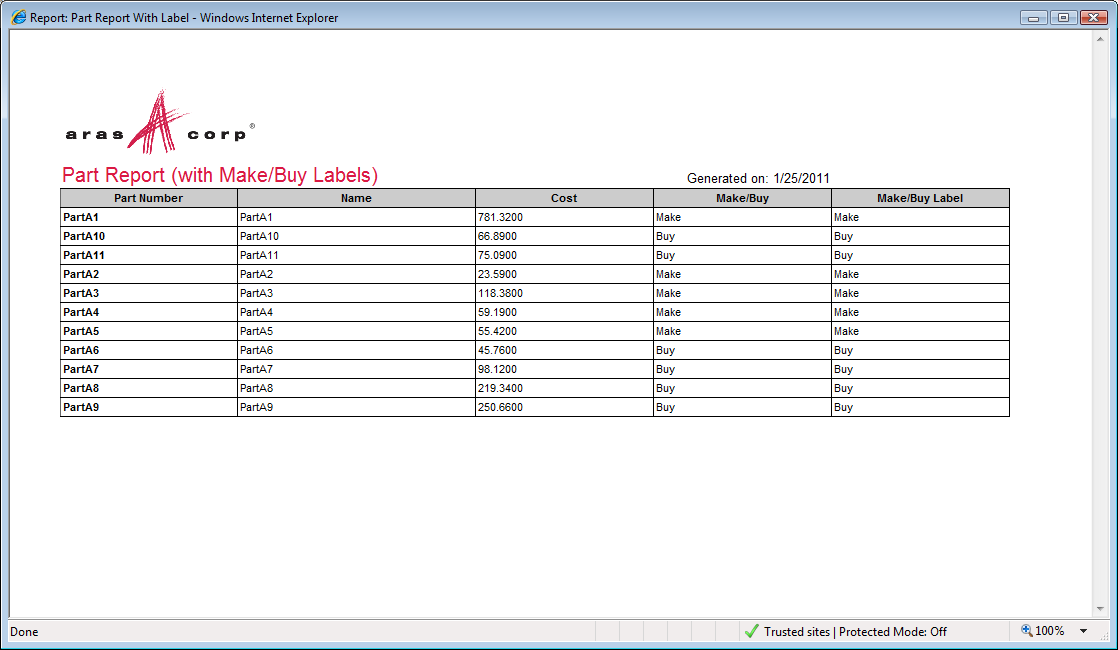 Report: Part Report With Label - Windows Internet Explorer
aras corp®
Part Report (with Make/Buy Labels) Generated on: 1/25/2011
Part Number Name Cost Make/Buy Make/Buy Label
PartA1 PartA1 781.3200 Make Make
PartA10 PartA10 66.8900 Buy Buy
PartA11 PartA11 75.0900 Buy Buy
PartA2 PartA2 23.5900 Make Make
PartA3 PartA3 118.3800 Make Make
PartA4 PartA4 59.1900 Make Make
PartA5 PartA5 55.4200 Make Make
PartA6 PartA6 45.7600 Buy Buy
PartA7 PartA7 98.1200 Buy Buy
PartA8 PartA8 219.3400 Buy Buy
PartA9 PartA9 250.6600 Buy Buy
Done Trusted sites | Protected Mode: Off 100%